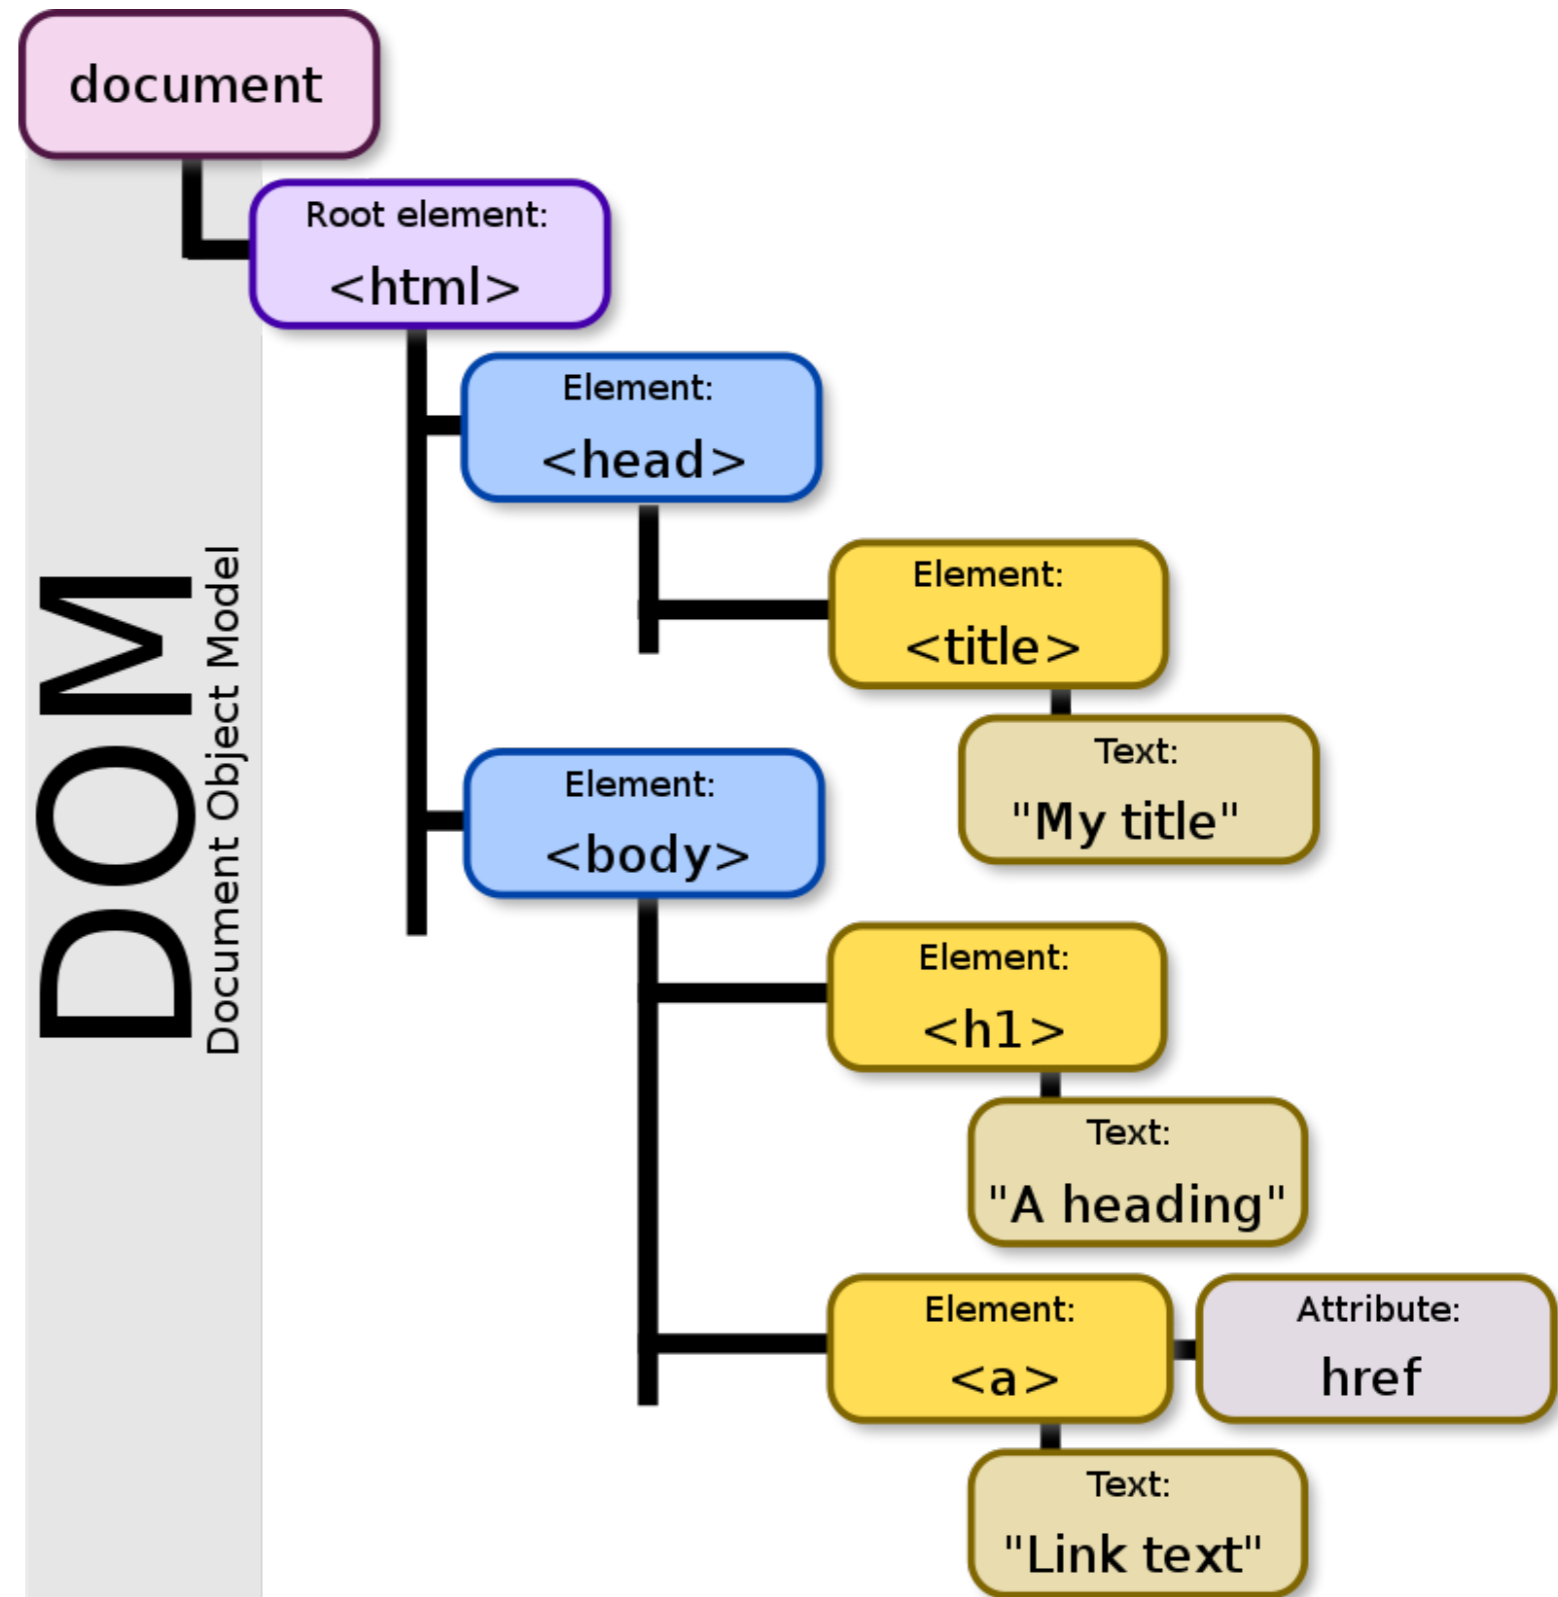 document
Root element:
<html>
Element:
<head>
Element:
<title>
Text:
"My title"
Element:
<body>
Element:
<h1>
Text:
"A heading"
Element:
<a>
Attribute:
href
Text:
"Link text"
DOM
Document Object Model